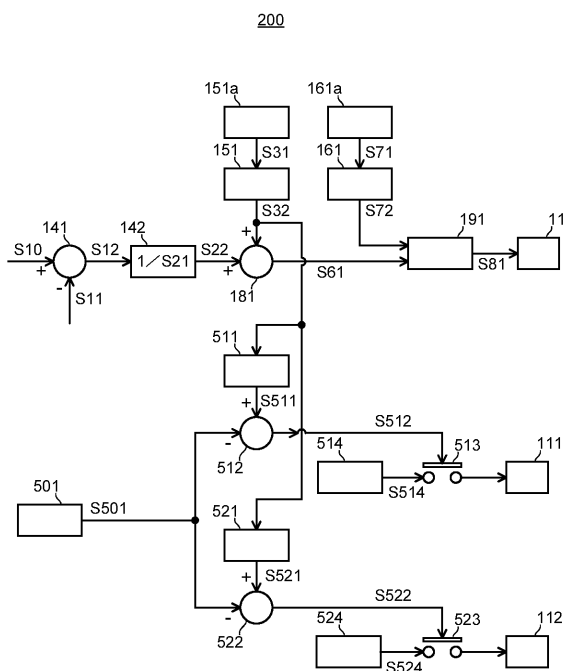 200
151a
161a
S31
S71
151
161
S32
S72
141
142
191
11
S10
S12
1/S21
S22
+
+
+
-
S11
181
S61
S81
511
+
S511
S512
-
512
514
513
111
S514
501
S501
521
+
S521
S522
-
522
524
523
112
S524